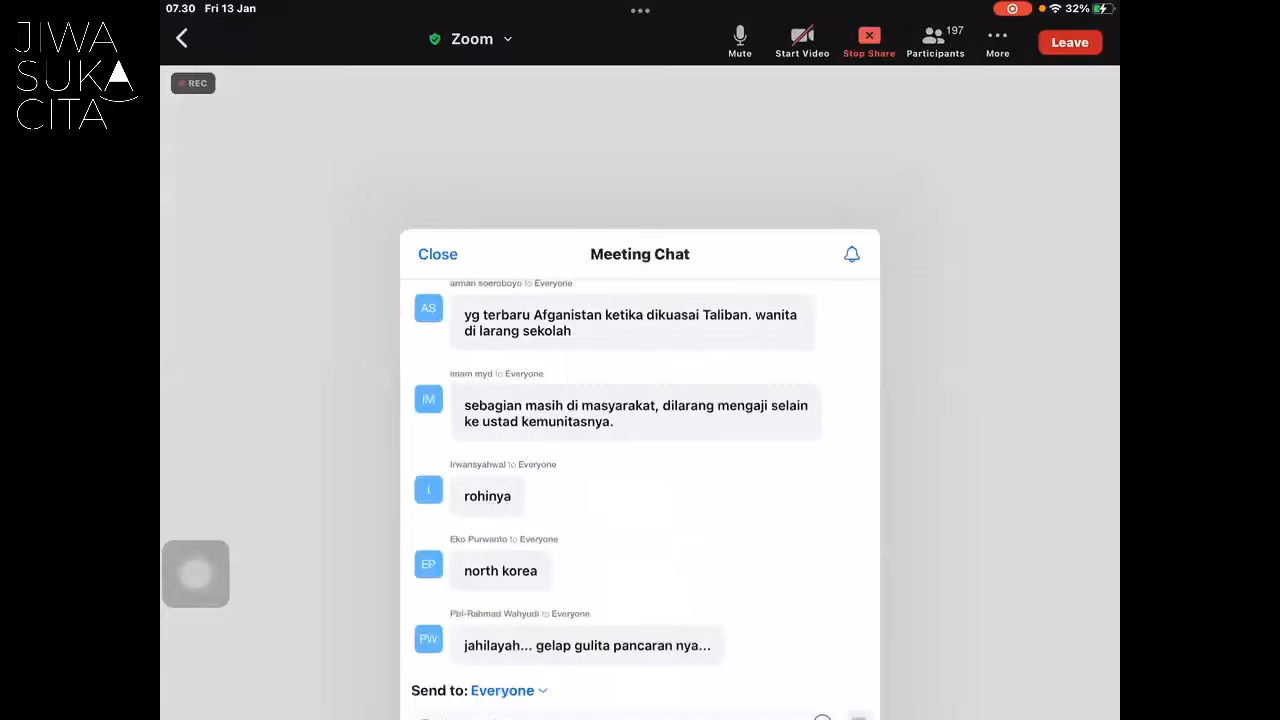 JIWA
SUKA
CITA
07.30 Fri 13 Jan
32%
Zoom
Mute
Start Video
Stop Share
Participants
197
More
Leave
REC
Close
Meeting Chat
arman soeroboyo to Everyone
AS
yg terbaru Afganistan ketika dikuasai Taliban. wanita
di larang sekolah
imam myd to Everyone
IM
sebagian masih di masyarakat, dilarang mengaji selain
ke ustad kemunitasnya.
Irwansyahwal to Everyone
I
rohinya
Eko Purwanto to Everyone
EP
north korea
Pbl-Rahmad Wahyudi to Everyone
PW
jahilayah... gelap gulita pancaran nya...
Send to: Everyone